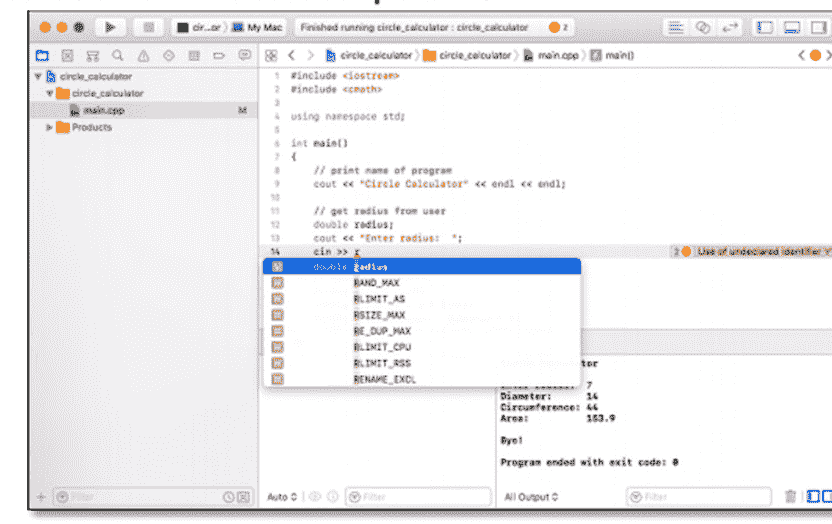 cir...or
My Mac
Finished running circle_calculator : circle_calculator
2
circle_calculator
circle_calculator
main.cpp
main()
circle_calculator
circle_calculator
main.cpp
M
Products
1 #include <iostream>
2 #include <cmath>
3
4 using namespace std;
5
6 int main()
7 {
8 // print name of program
9 cout << "Circle Calculator" << endl << endl;
10
11 // get radius from user
12 double radius;
13 cout << "Enter radius:  ";
14 cin >> r
2 Use of undeclared identifier 'r'
double radius
RAND_MAX
RLIMIT_AS
RSIZE_MAX
RE_DUP_MAX
RLIMIT_CPU
RLIMIT_RSS
RENAME_EXCL
7
Diameter: 14
Circumference: 44
Area: 153.9
Bye!
Program ended with exit code: 0
Filter
Auto
Filter
All Output
Filter